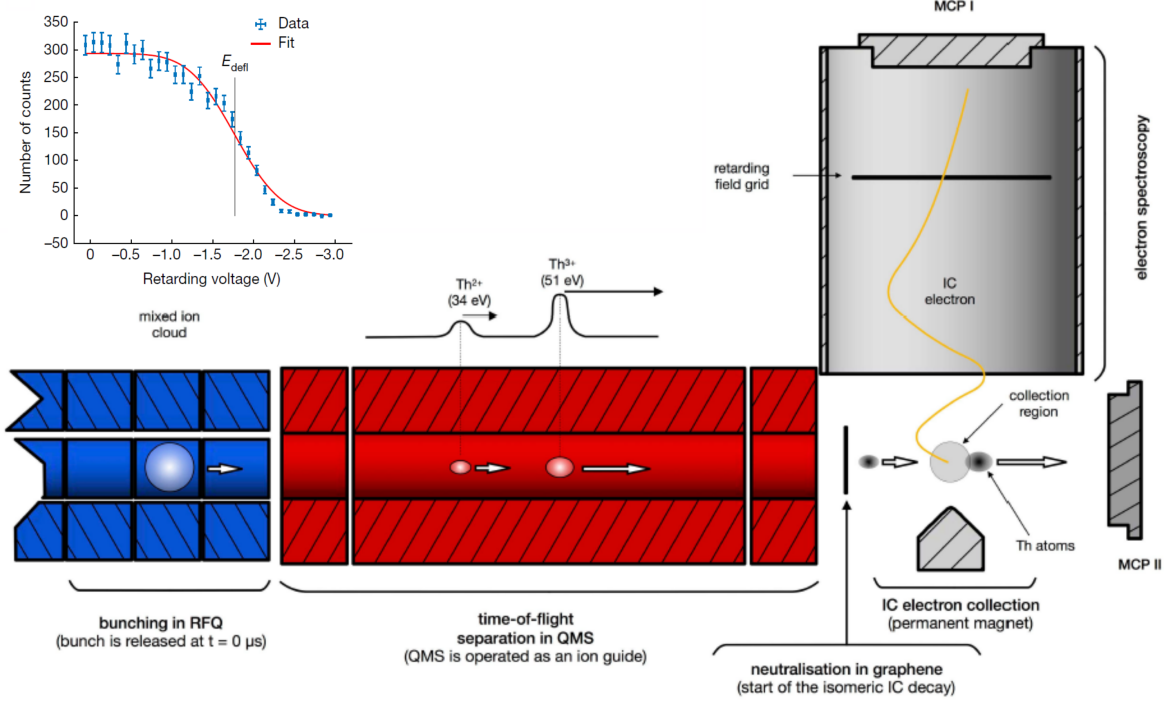 350
300
250
200
150
100
50
0
−50
Number of counts
Data
Fit
E_defl
0 −0.5 −1.0 −1.5 −2.0 −2.5 −3.0
Retarding voltage (V)
MCP I
retarding
field grid
electron spectroscopy
IC
electron
mixed ion
cloud
Th²⁺
(34 eV)
Th³⁺
(51 eV)
collection
region
Th atoms
MCP II
bunching in RFQ
(bunch is released at t = 0 µs)
time-of-flight
separation in QMS
(QMS is operated as an ion guide)
IC electron collection
(permanent magnet)
neutralisation in graphene
(start of the isomeric IC decay)